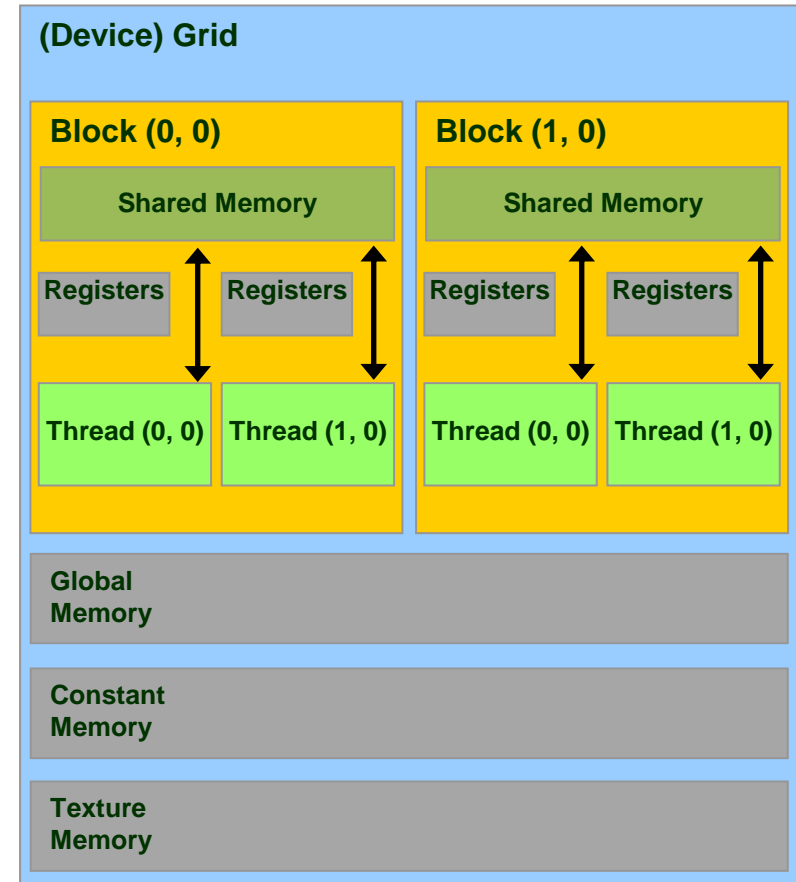 (Device) Grid
Block (0, 0)
Shared Memory
Registers
Registers
Thread (0, 0)
Thread (1, 0)
Block (1, 0)
Shared Memory
Registers
Registers
Thread (0, 0)
Thread (1, 0)
Global
Memory
Constant
Memory
Texture
Memory